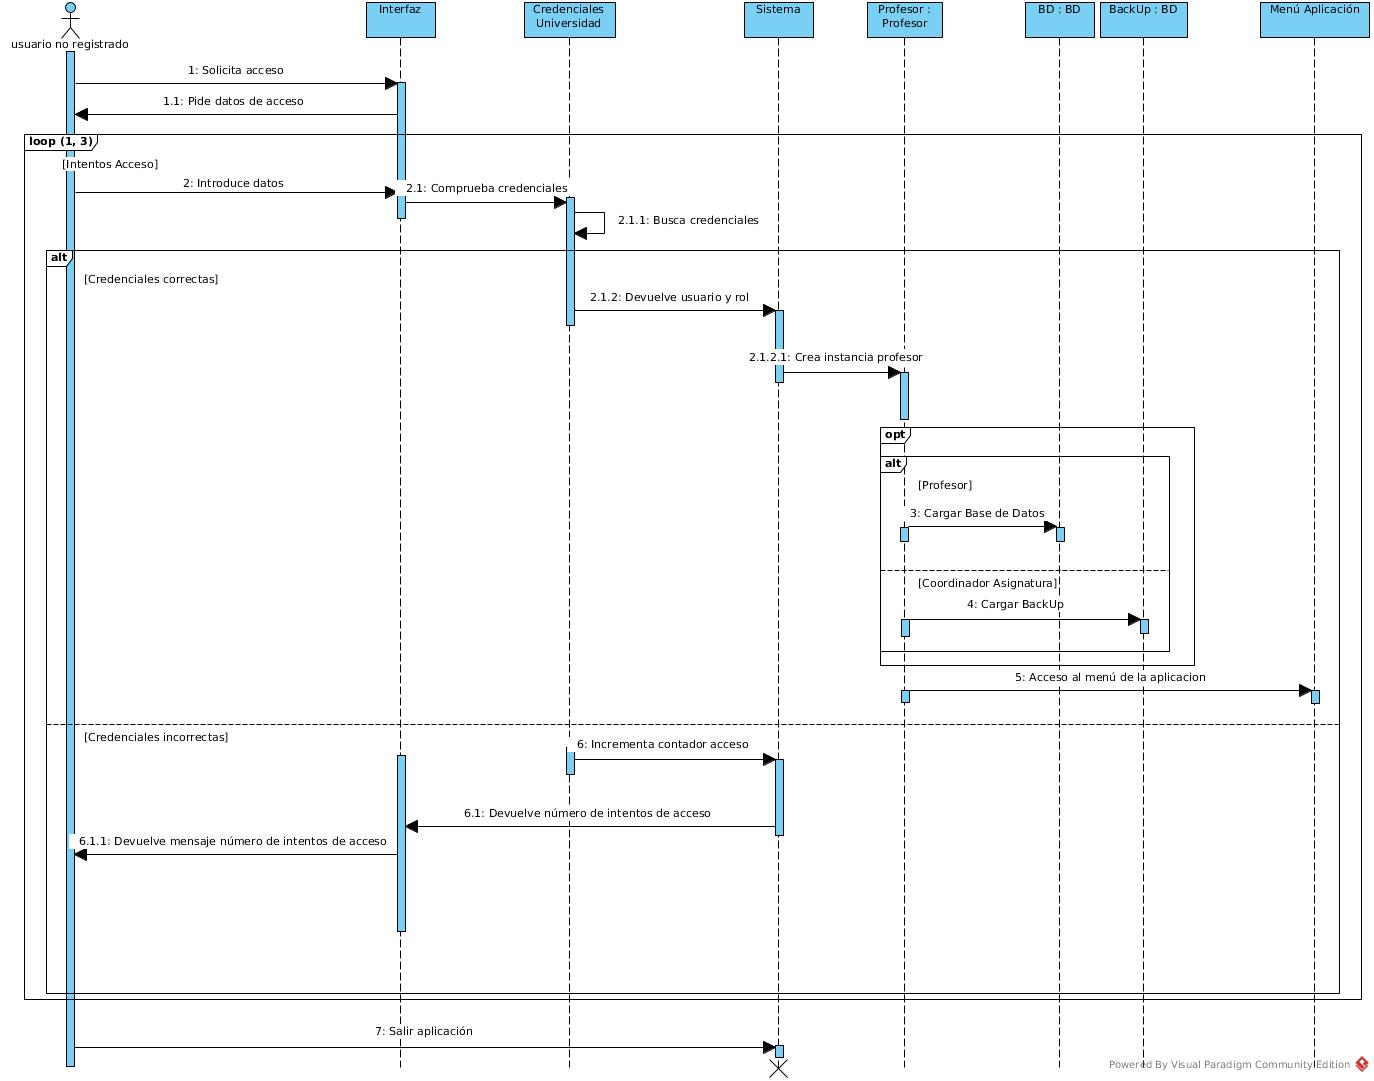 Interfaz
Credenciales
Universidad
Sistema
Profesor :
Profesor
BD : BD
BackUp : BD
Menú Aplicación
usuario no registrado
1: Solicita acceso
1.1: Pide datos de acceso
loop (1, 3)
[Intentos Acceso]
2: Introduce datos
2.1: Comprueba credenciales
2.1.1: Busca credenciales
alt
[Credenciales correctas]
2.1.2: Devuelve usuario y rol
2.1.2.1: Crea instancia profesor
opt
alt
[Profesor]
3: Cargar Base de Datos
[Coordinador Asignatura]
4: Cargar BackUp
5: Acceso al menú de la aplicacion
[Credenciales incorrectas]
6: Incrementa contador acceso
6.1: Devuelve número de intentos de acceso
6.1.1: Devuelve mensaje número de intentos de acceso
7: Salir aplicación
Powered By Visual Paradigm Community Edition